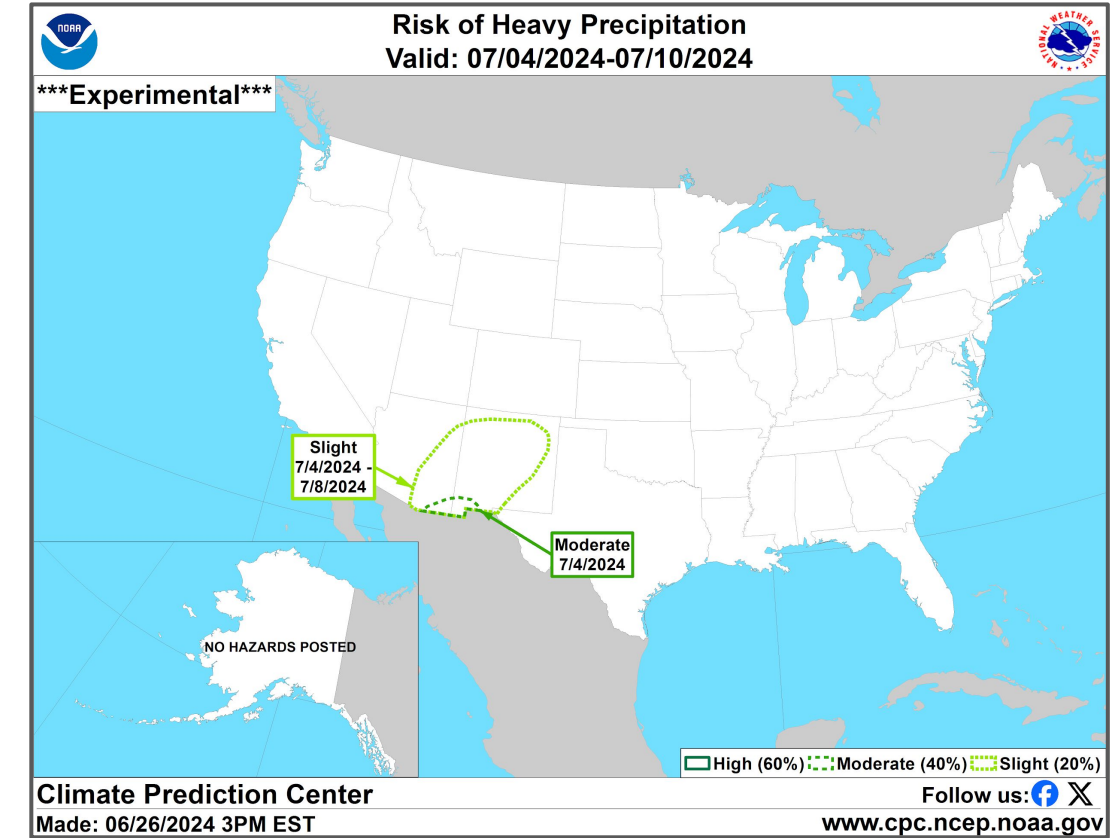 NOAA
Risk of Heavy Precipitation
Valid: 07/04/2024-07/10/2024
NATIONAL WEATHER SERVICE
***Experimental***
Slight
7/4/2024 -
7/8/2024
Moderate
7/4/2024
NO HAZARDS POSTED
High (60%) Moderate (40%) Slight (20%)
Climate Prediction Center
Follow us:
Made: 06/26/2024 3PM EST
www.cpc.ncep.noaa.gov